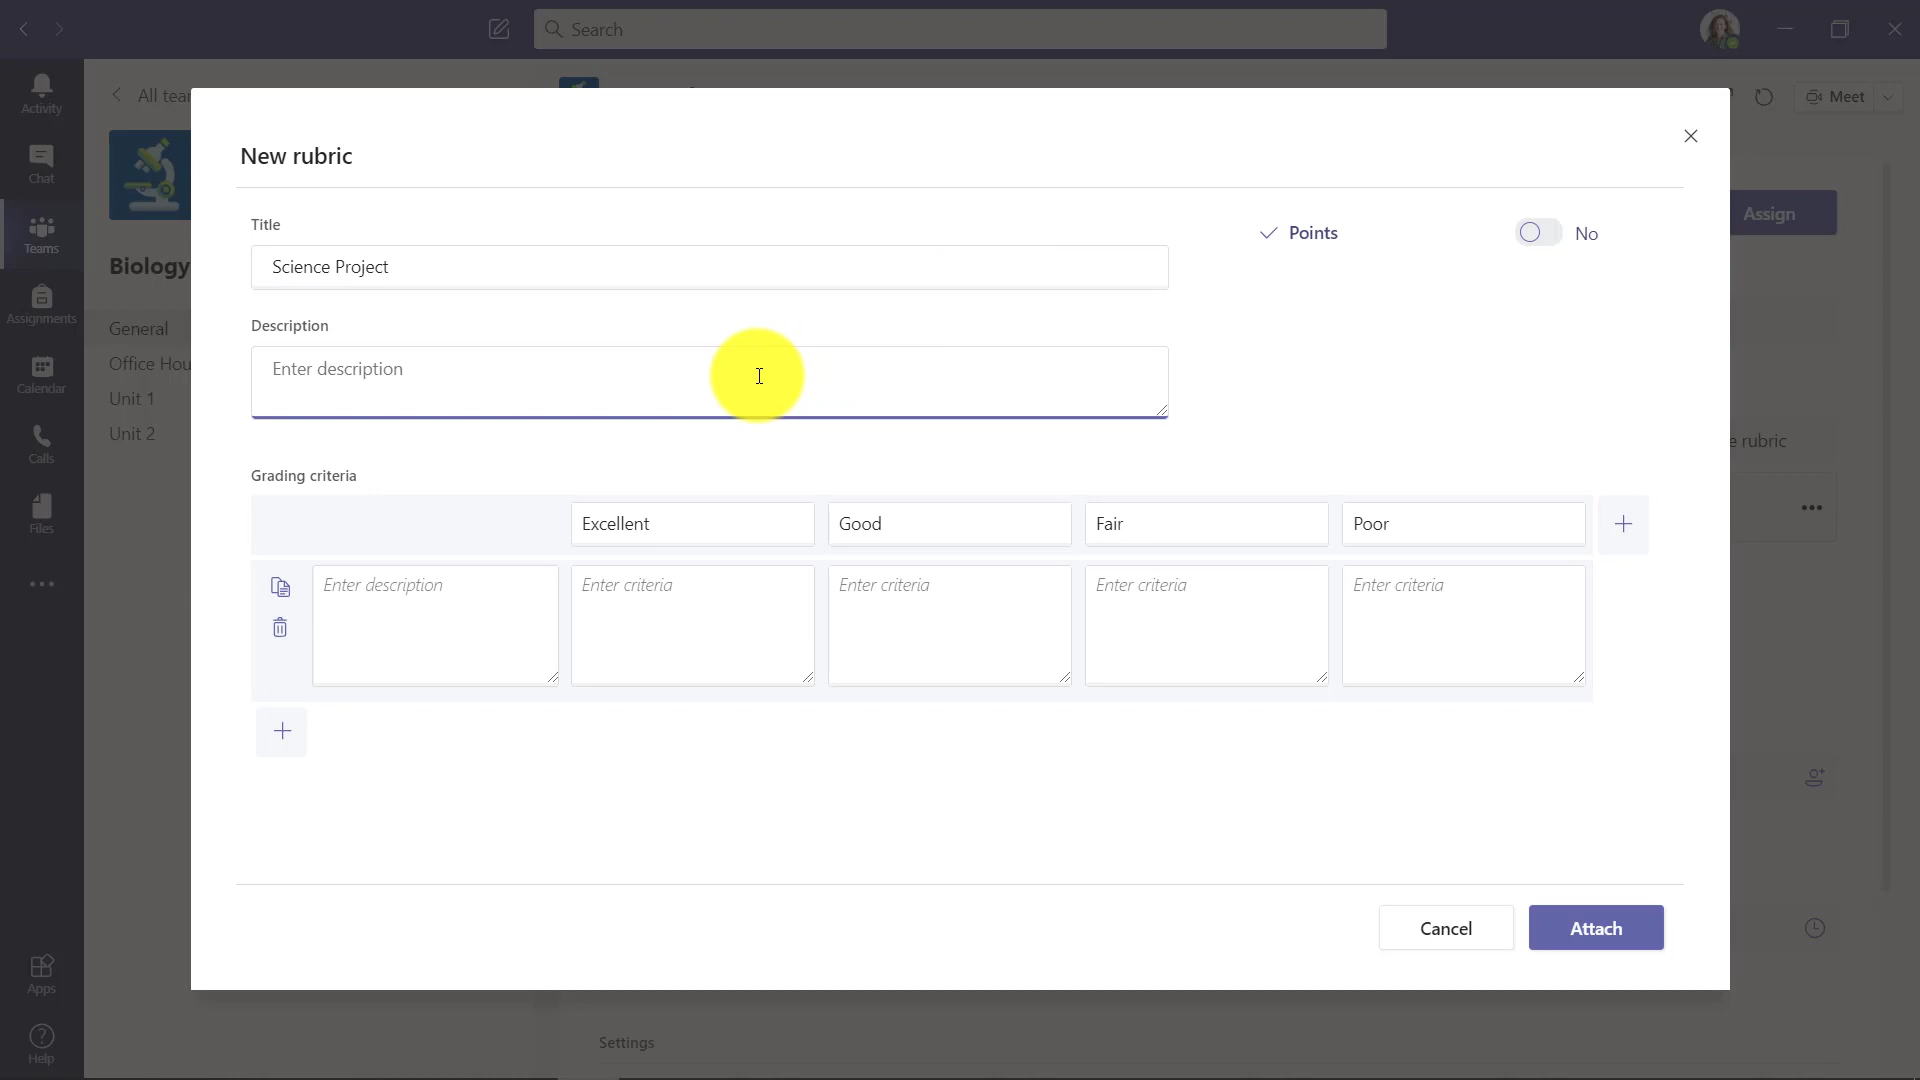 Search
Activity
Chat
Teams
Assignments
Calendar
Calls
Files
Apps
Help
All
Biology
General
Office
Unit 1
Unit 2
Meet
Assign
rubric
Settings
New rubric
Title
Science Project
Points
No
Description
Enter description
Grading criteria
Excellent
Good
Fair
Poor
Enter description
Enter criteria
Enter criteria
Enter criteria
Enter criteria
Cancel
Attach